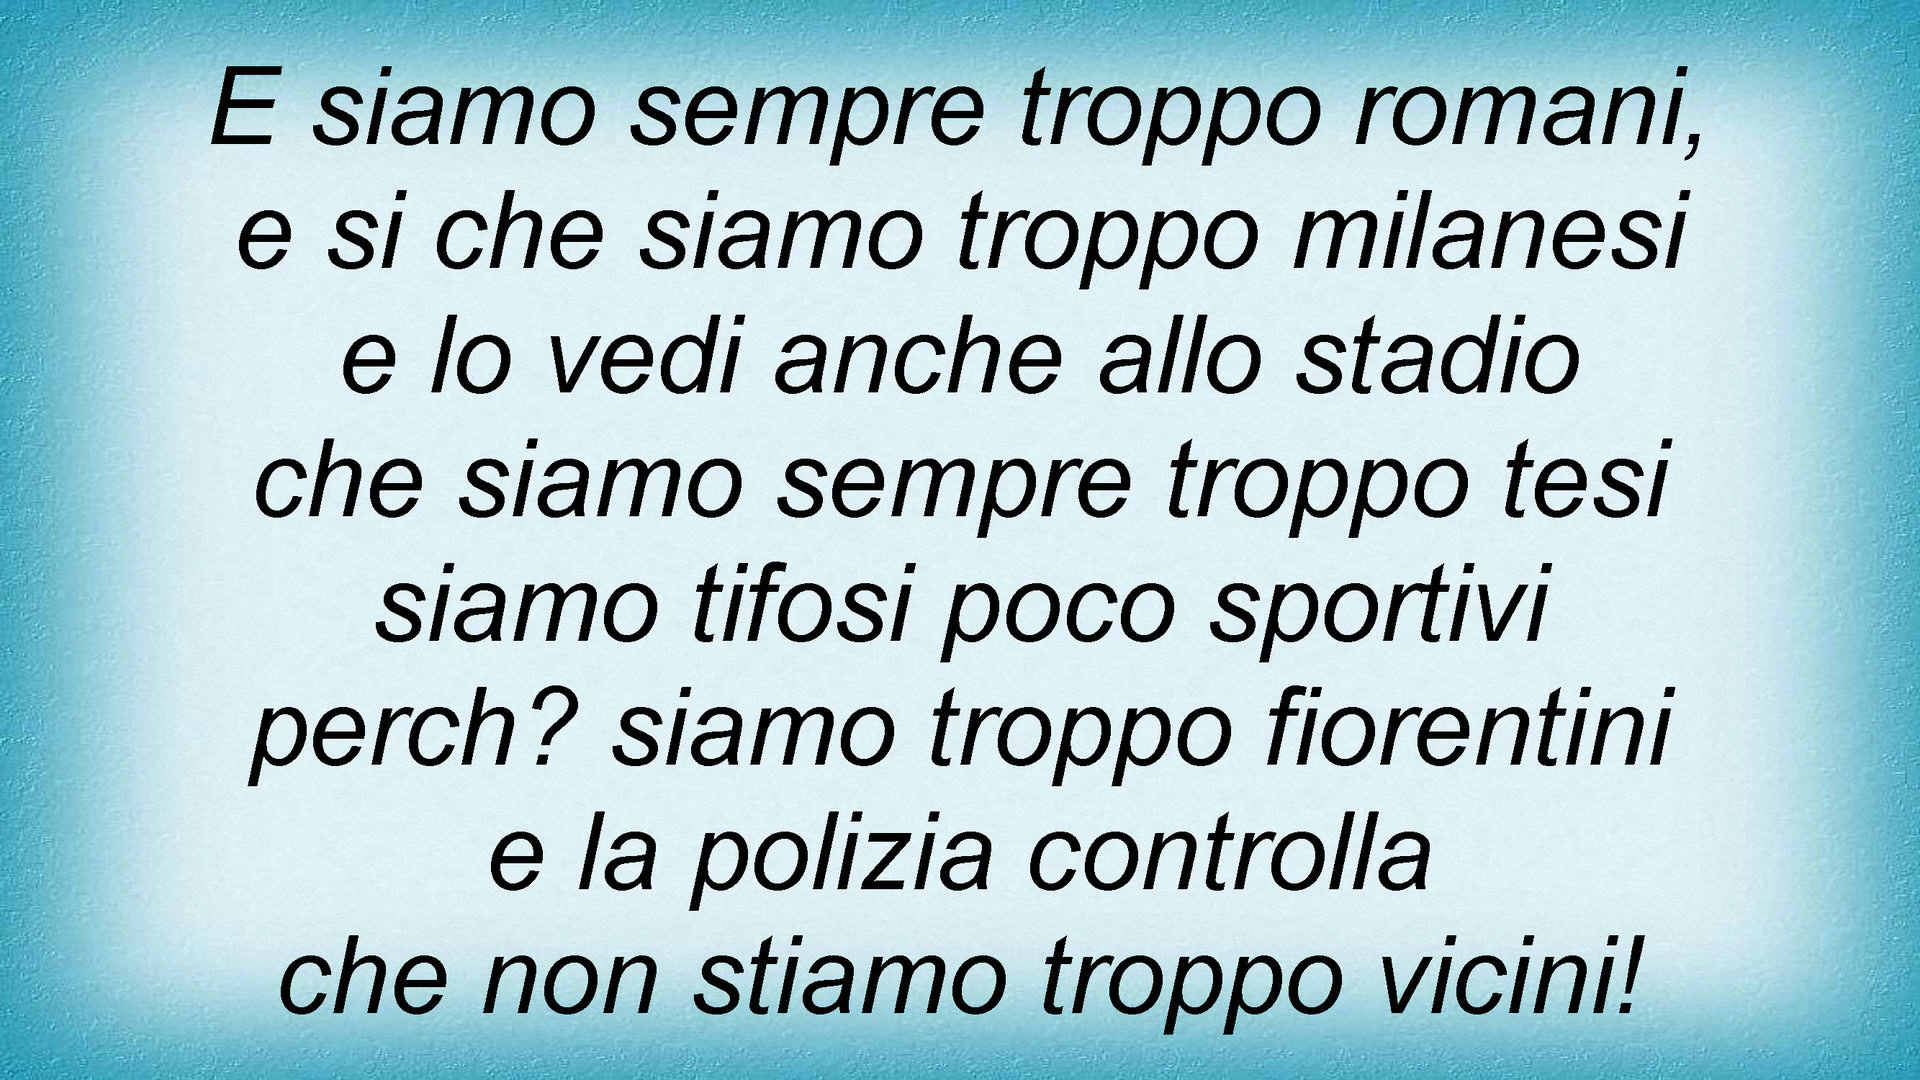 E siamo sempre troppo romani,
e si che siamo troppo milanesi
e lo vedi anche allo stadio
che siamo sempre troppo tesi
siamo tifosi poco sportivi
perch? siamo troppo fiorentini
e la polizia controlla
che non stiamo troppo vicini!